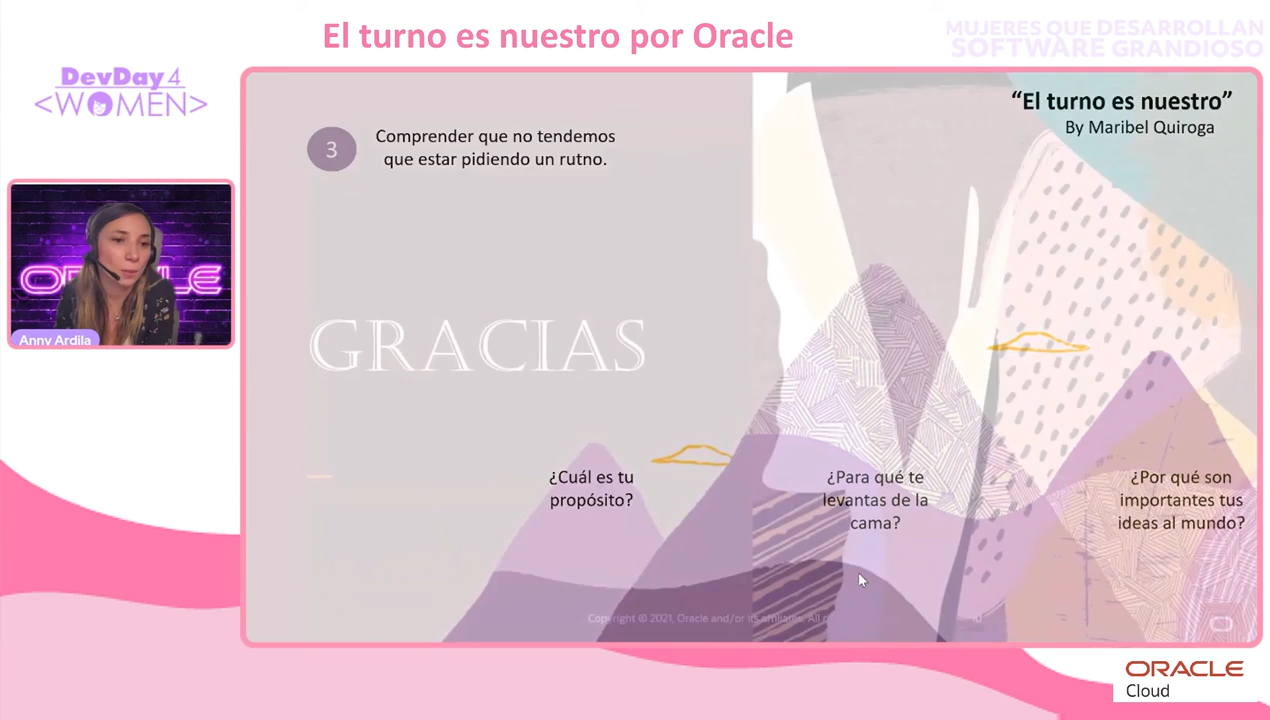 El turno es nuestro por Oracle
MUJERES QUE DESARROLLAN
SOFTWARE GRANDIOSO
DevDay 4
<WOMEN>
"El turno es nuestro"
By Maribel Quiroga
3
Comprender que no tendemos
que estar pidiendo un rutno.
ORACLE
Anny Ardila
GRACIAS
¿Cuál es tu
propósito?
¿Para qué te
levantas de la
cama?
¿Por qué son
importantes tus
ideas al mundo?
Copyright © 2021, Oracle and/or its affiliates. All
ORACLE
Cloud